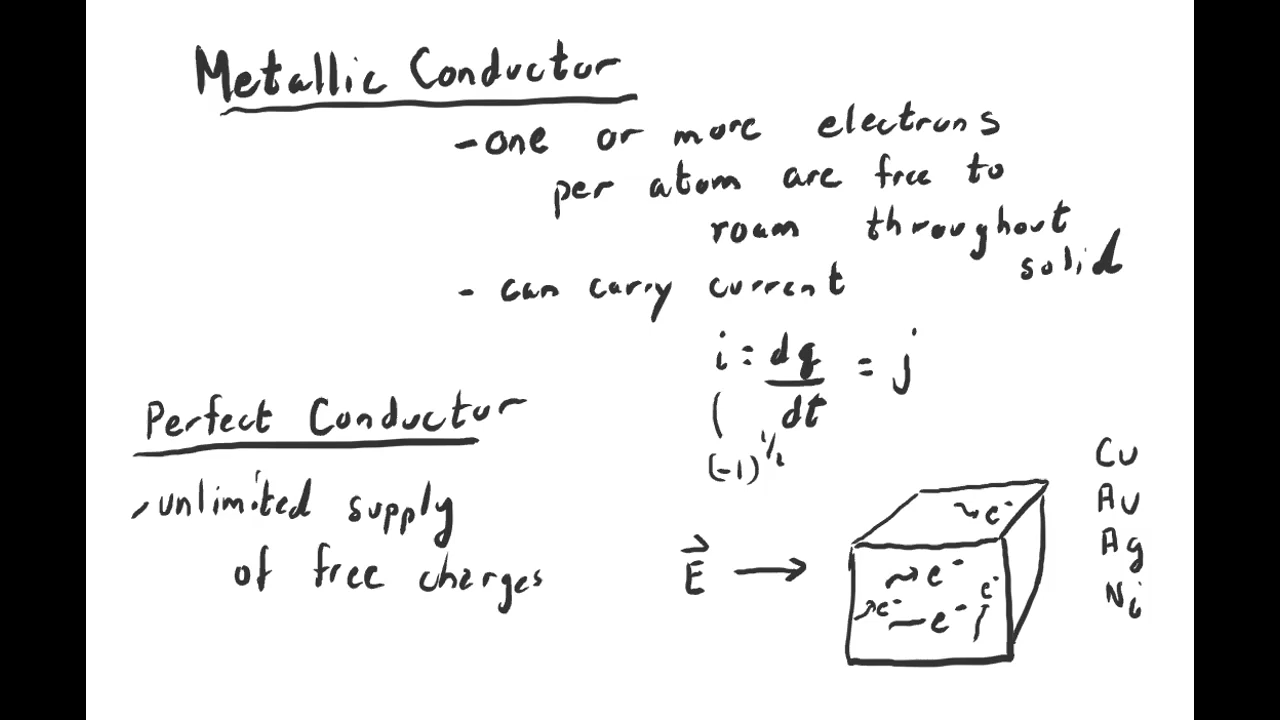 Metallic Conductor
- one or more electrons
per atom are free to
roam throughout
solid
- can carry current
i = dq/dt = j
(-1)^1/2
Perfect Conductor
- unlimited supply
of free charges
E →
e-
e-
e-
e-
e-
Cu
Au
Ag
Ni